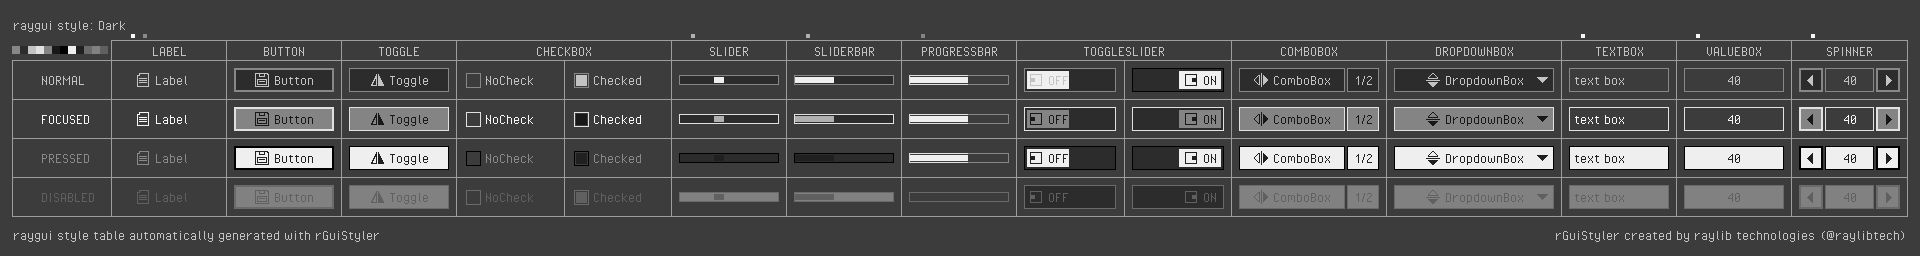 raygui style: Dark
LABEL BUTTON TOGGLE CHECKBOX SLIDER SLIDERBAR PROGRESSBAR TOGGLESLIDER COMBOBOX DROPDOWNBOX TEXTBOX VALUEBOX SPINNER
NORMAL Label Button Toggle NoCheck Checked OFF ON ComboBox 1/2 DropdownBox text box 40 40
FOCUSED Label Button Toggle NoCheck Checked OFF ON ComboBox 1/2 DropdownBox text box 40 40
PRESSED Label Button Toggle NoCheck Checked OFF ON ComboBox 1/2 DropdownBox text box 40 40
DISABLED Label Button Toggle NoCheck Checked OFF ON ComboBox 1/2 DropdownBox text box 40 40
raygui style table automatically generated with rGuiStyler
rGuiStyler created by raylib technologies (@raylibtech)